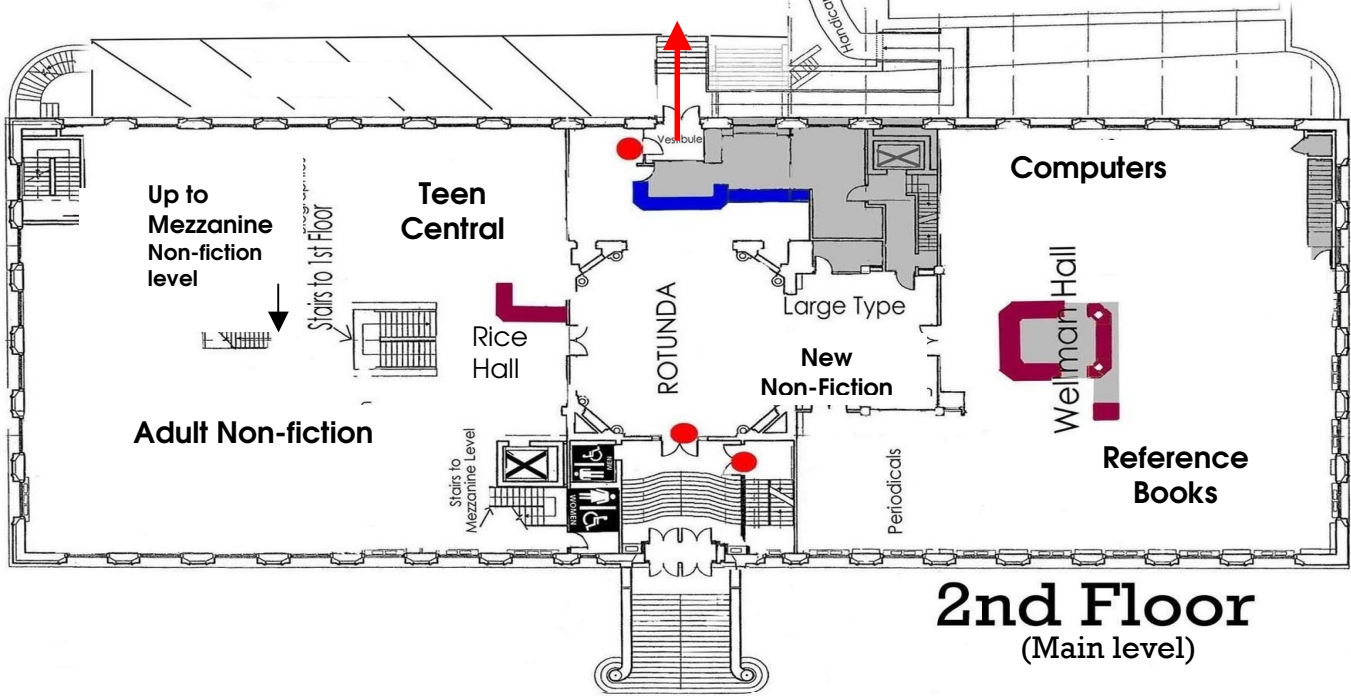 Handicap
Vestibule
Up to
Mezzanine
Non-fiction
level
Stairs to 1st Floor
Teen
Central
Computers
Rice
Hall
ROTUNDA
Large Type
New
Non-Fiction
Wellman Hall
Adult Non-fiction
Stairs to
Mezzanine Level
MEN
WOMEN
Periodicals
Reference
Books
2nd Floor
(Main level)